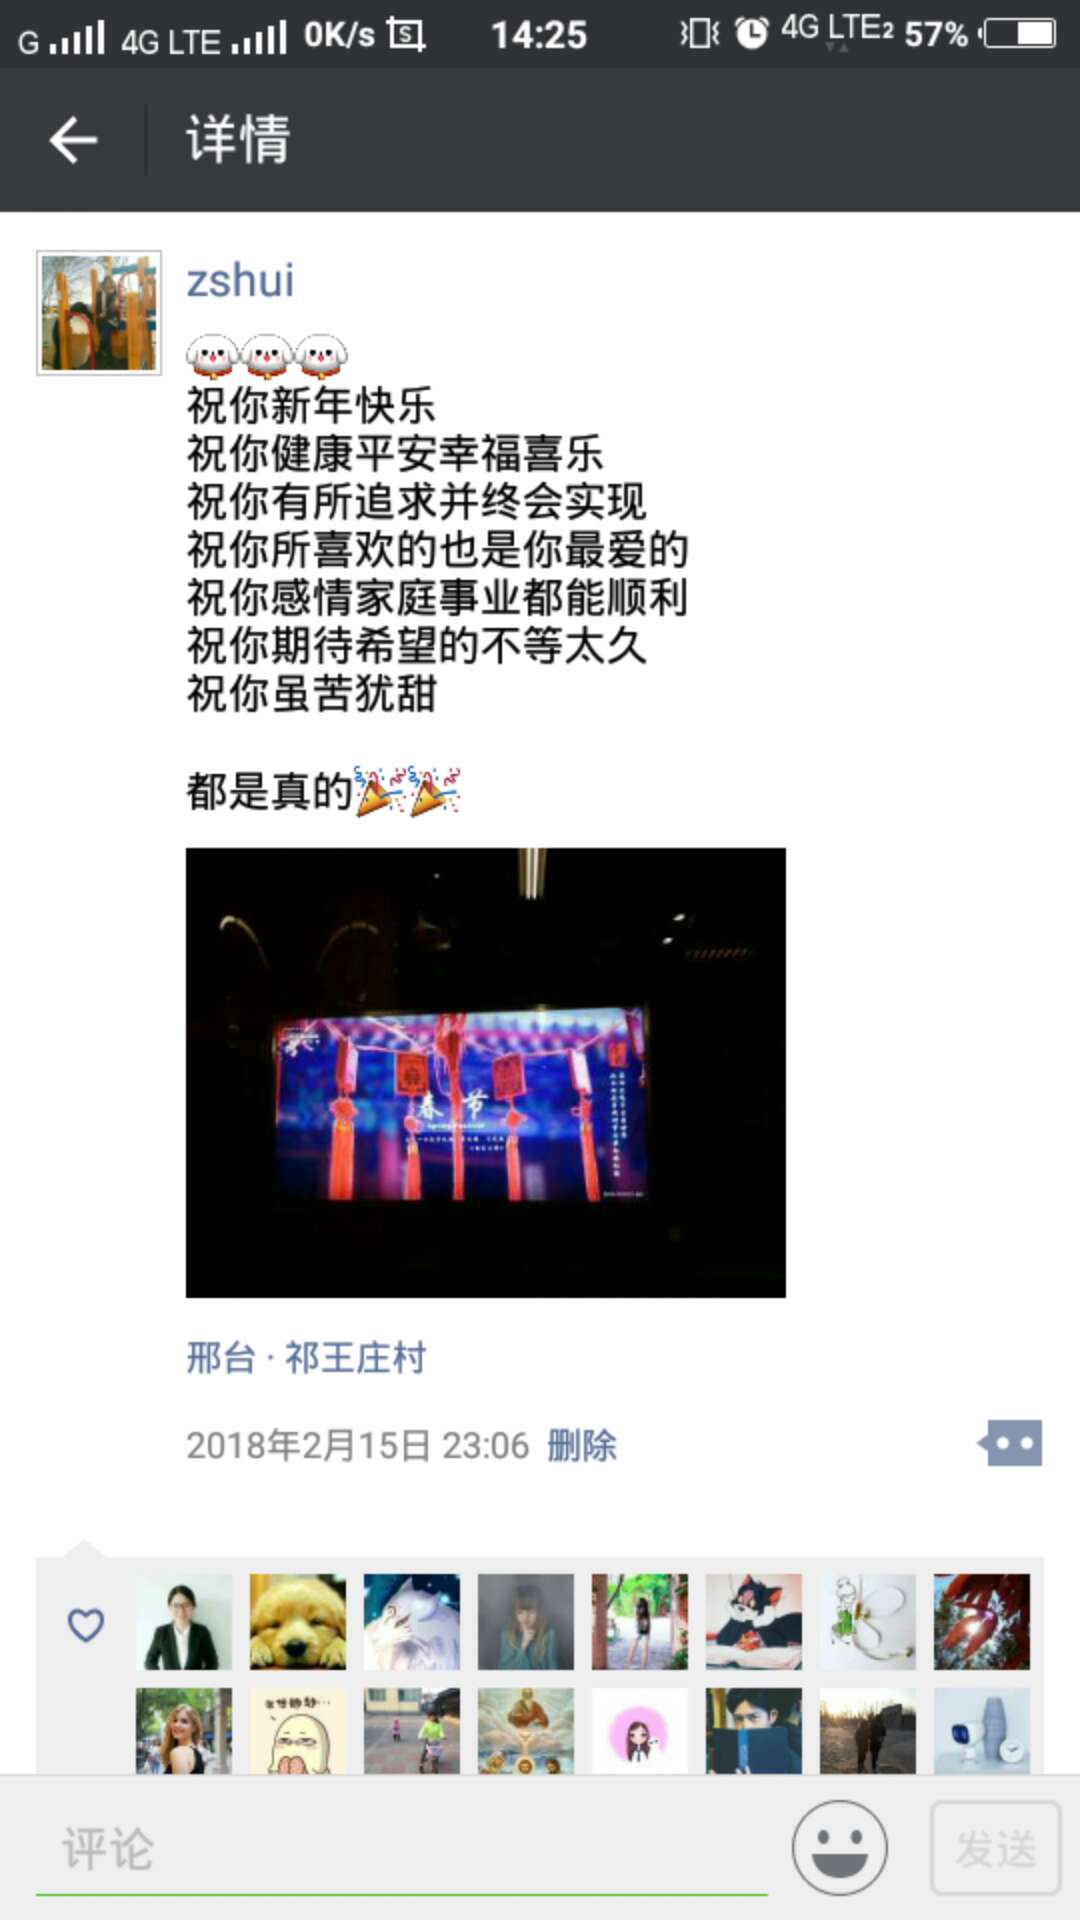 G 4G LTE 0K/s 14:25 4G LTE2 57%
详情
zshui
祝你新年快乐
祝你健康平安幸福喜乐
祝你有所追求并终会实现
祝你所喜欢的也是你最爱的
祝你感情家庭事业都能顺利
祝你期待希望的不等太久
祝你虽苦犹甜
都是真的
春节
Spring Festival
邢台·祁王庄村
2018年2月15日 23:06 删除
评论
发送